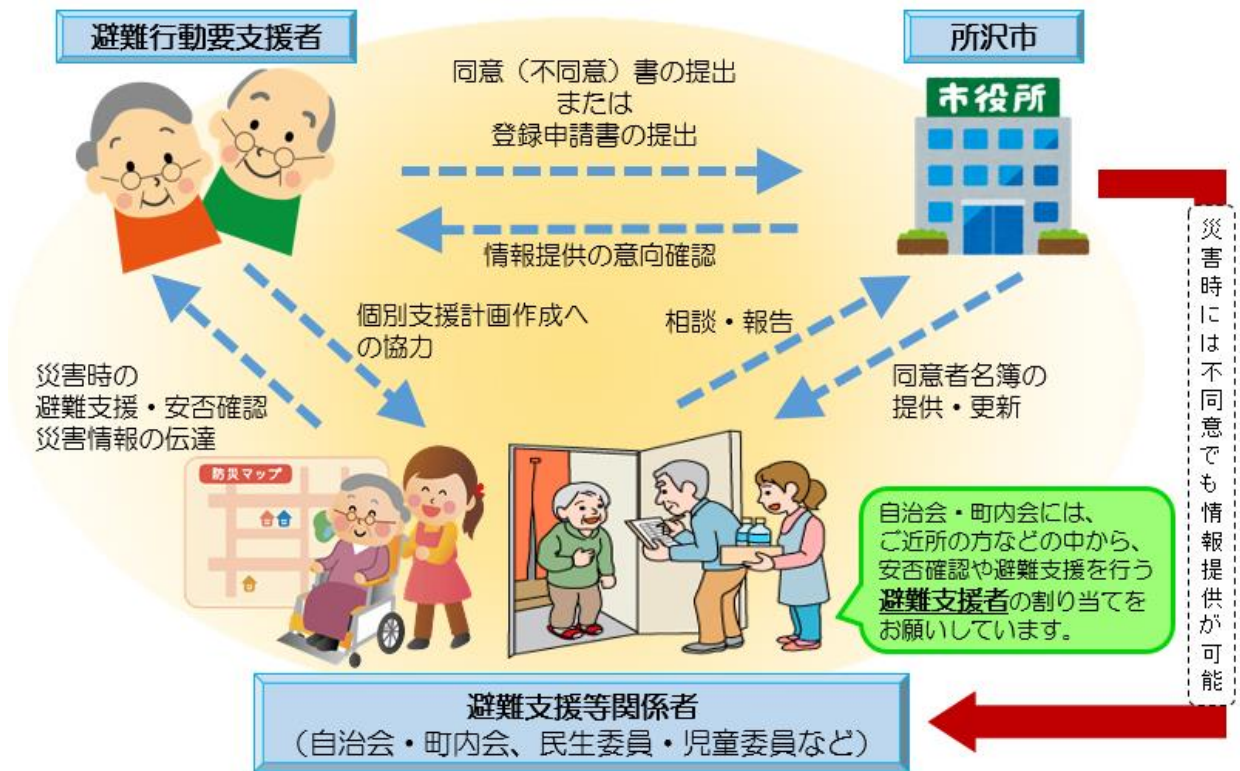 避難行動要支援者
所沢市
同意（不同意）書の提出
または
登録申請書の提出
市役所
情報提供の意向確認
個別支援計画作成へ
の協力
相談・報告
災害時の
避難支援・安否確認
災害情報の伝達
同意者名簿の
提供・更新
災害時には不同意でも情報提供が可能
防災マップ
自治会・町内会には、
ご近所の方などの中から、
安否確認や避難支援を行う
避難支援者の割り当てを
お願いしています。
避難支援等関係者
（自治会・町内会、民生委員・児童委員など）